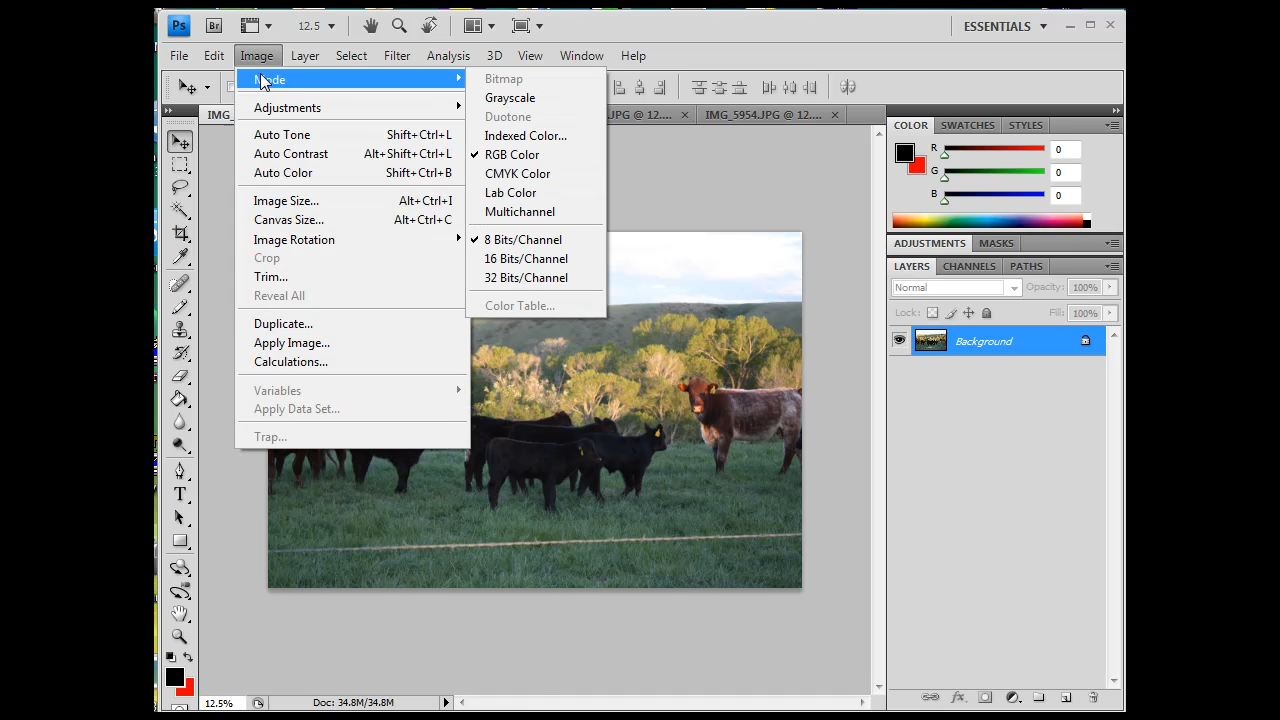 Ps Br 12.5 ESSENTIALS
File Edit Image Layer Select Filter Analysis 3D View Window Help
Adjustments
Auto Tone Shift+Ctrl+L
Auto Contrast Alt+Shift+Ctrl+L
Auto Color Shift+Ctrl+B
Image Size... Alt+Ctrl+I
Canvas Size... Alt+Ctrl+C
Image Rotation
Crop
Trim...
Reveal All
Duplicate...
Apply Image...
Calculations...
Variables
Apply Data Set...
Trap...
Bitmap
Grayscale
Duotone
Indexed Color...
RGB Color
CMYK Color
Lab Color
Multichannel
8 Bits/Channel
16 Bits/Channel
32 Bits/Channel
Color Table...
IMG_ .JPG @ 12.... IMG_5954.JPG @ 12....
COLOR SWATCHES STYLES
R 0
G 0
B 0
ADJUSTMENTS MASKS
LAYERS CHANNELS PATHS
Normal Opacity: 100%
Lock: Fill: 100%
Background
12.5% Doc: 34.8M/34.8M